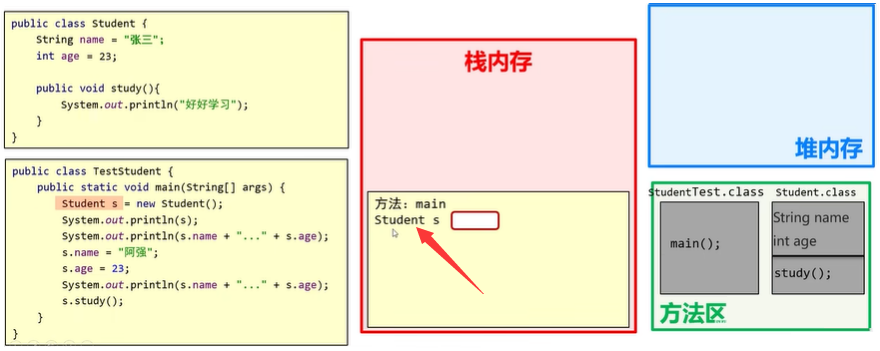 public class Student {
String name = "张三";
int age = 23;
public void study(){
System.out.println("好好学习");
}
}
public class TestStudent {
public static void main(String[] args) {
Student s = new Student();
System.out.println(s);
System.out.println(s.name + "..." + s.age);
s.name = "阿强";
s.age = 23;
System.out.println(s.name + "..." + s.age);
s.study();
}
}
栈内存
方法：main
Student s
堆内存
StudentTest.class
Student.class
main();
String name
int age
study();
方法区